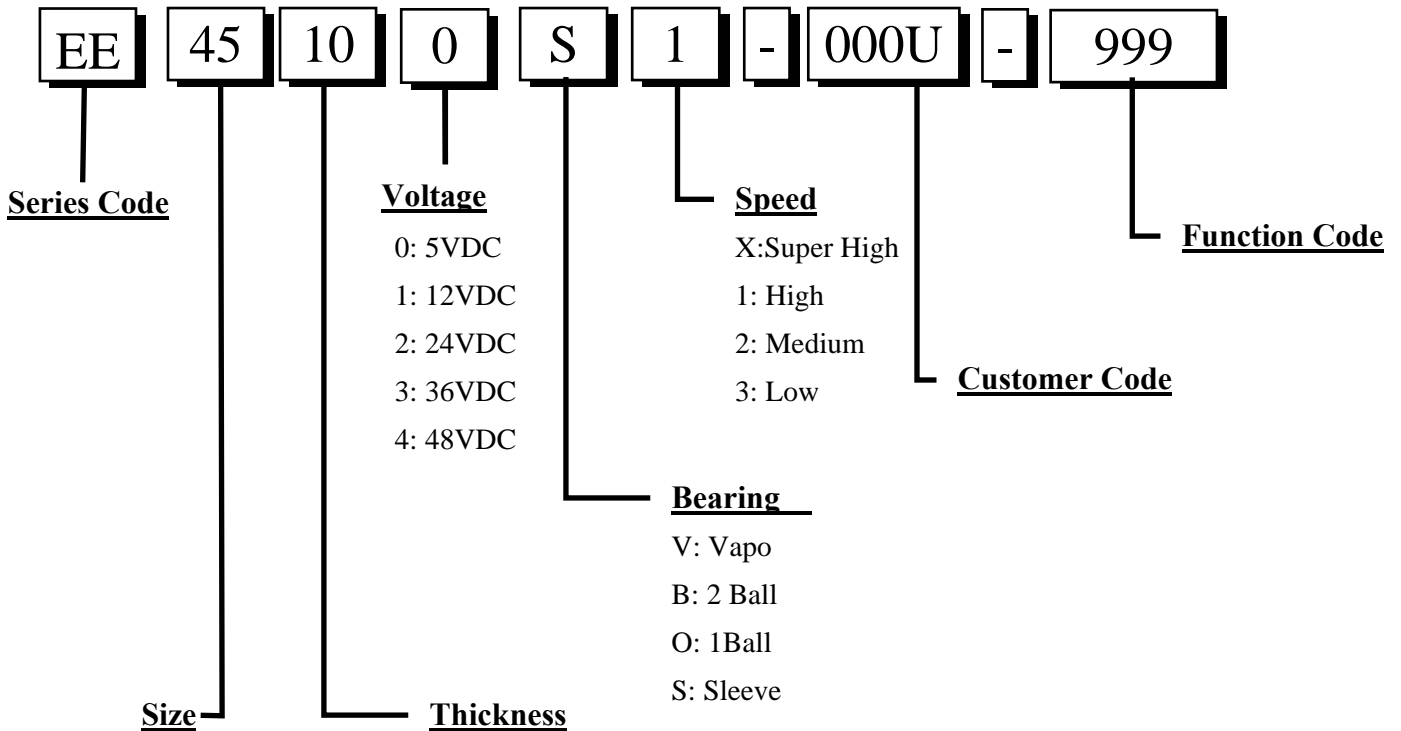 EE 45 10 0 S 1 - 000U - 999
Series Code
Voltage
0: 5VDC
1: 12VDC
2: 24VDC
3: 36VDC
4: 48VDC
Speed
X:Super High
1: High
2: Medium
3: Low
Function Code
Customer Code
Bearing
V: Vapo
B: 2 Ball
O: 1Ball
S: Sleeve
Size
Thickness